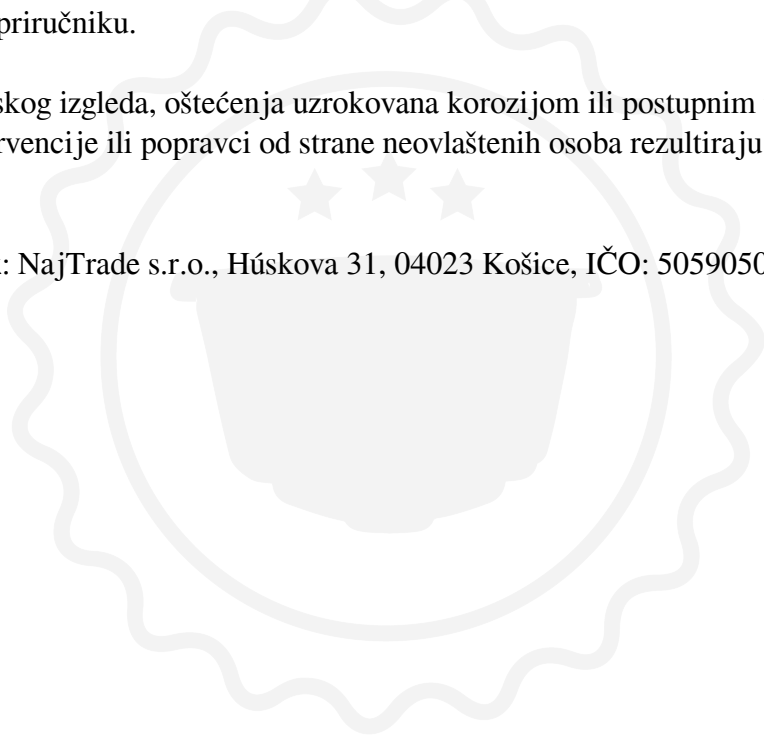 priručniku.
skog izgleda, oštećenja uzrokovana korozijom ili postupnim
rvencije ili popravci od strane neovlaštenih osoba rezultiraju
: NajTrade s.r.o., Húskova 31, 04023 Košice, IČO: 5059050